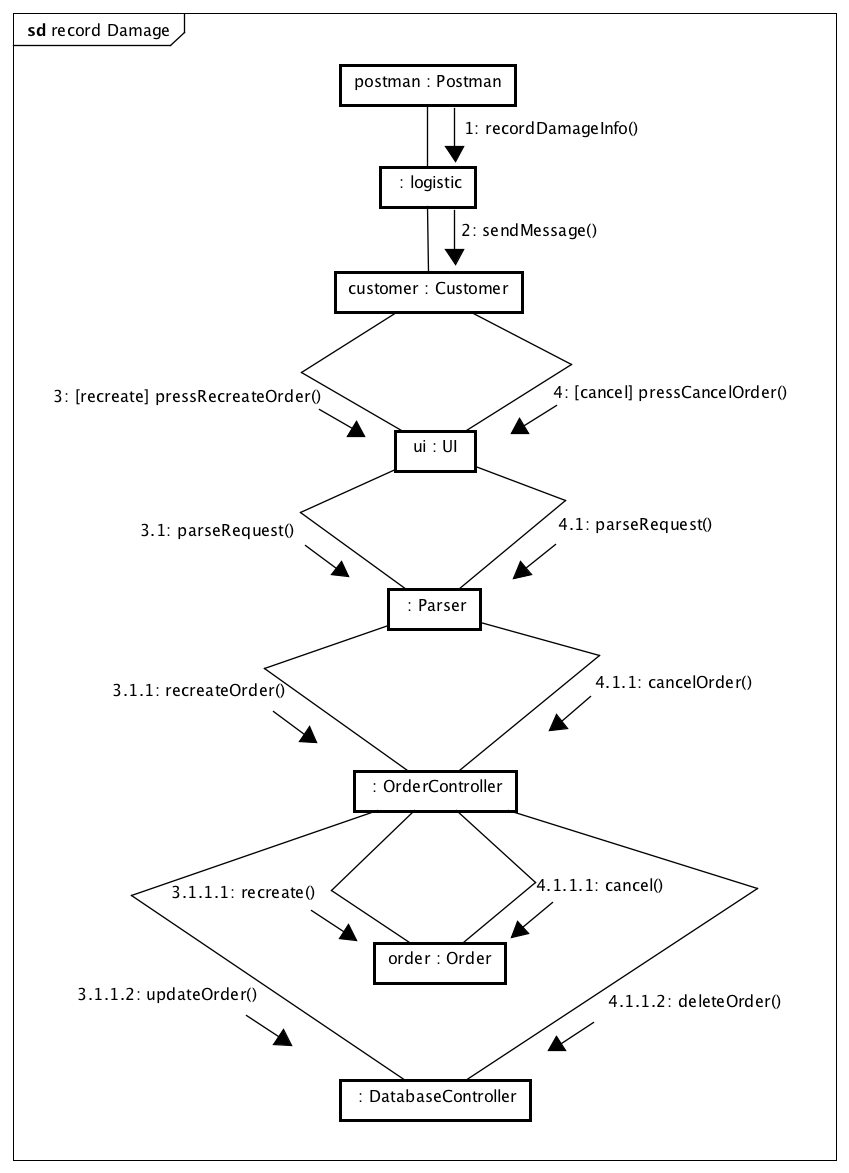 sd record Damage
postman : Postman
1: recordDamageInfo()
: logistic
2: sendMessage()
customer : Customer
3: [recreate] pressRecreateOrder()
4: [cancel] pressCancelOrder()
ui : UI
3.1: parseRequest()
4.1: parseRequest()
: Parser
3.1.1: recreateOrder()
4.1.1: cancelOrder()
: OrderController
3.1.1.1: recreate()
4.1.1.1: cancel()
order : Order
3.1.1.2: updateOrder()
4.1.1.2: deleteOrder()
: DatabaseController